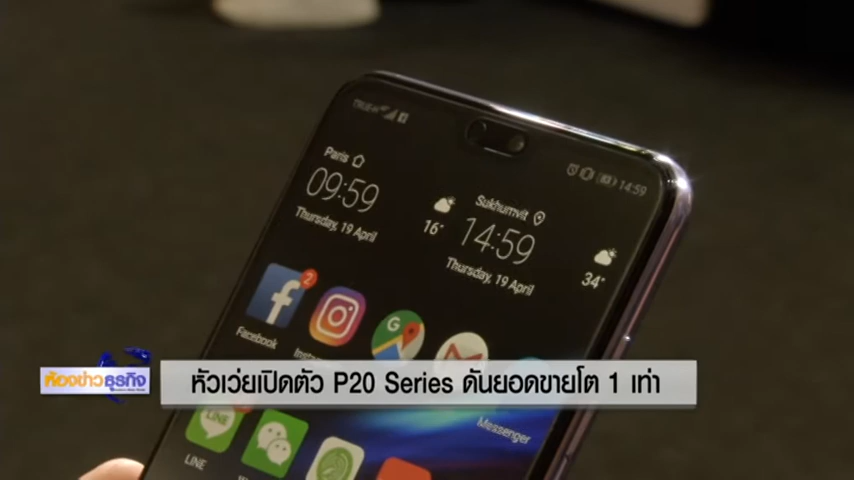 TRUE-H
14:59
Paris
09:59
Thursday, 19 April
16°
Sukhumvit
14:59
Thursday, 19 April
34°
2
Facebook
LINE
Messenger
ห้องข่าวธุรกิจ
หัวเว่ยเปิดตัว P20 Series ดันยอดขายโต 1 เท่า